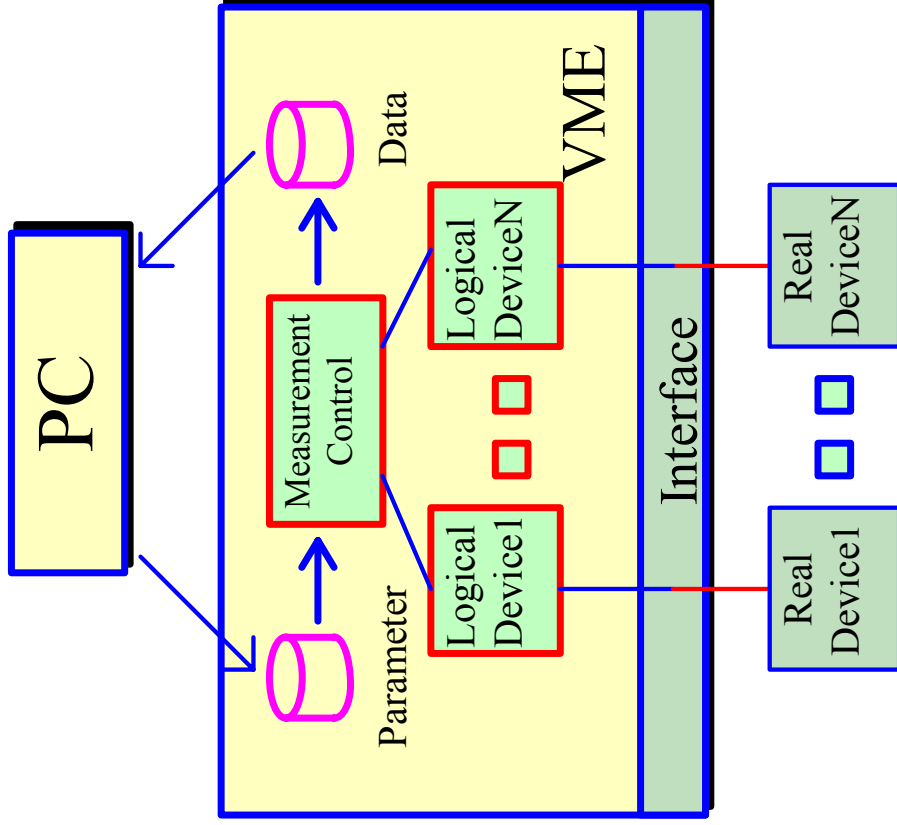 PC
Parameter
Measurement
Control
Data
Logical
Device1
Logical
DeviceN
VME
Interface
Real
Device1
Real
DeviceN